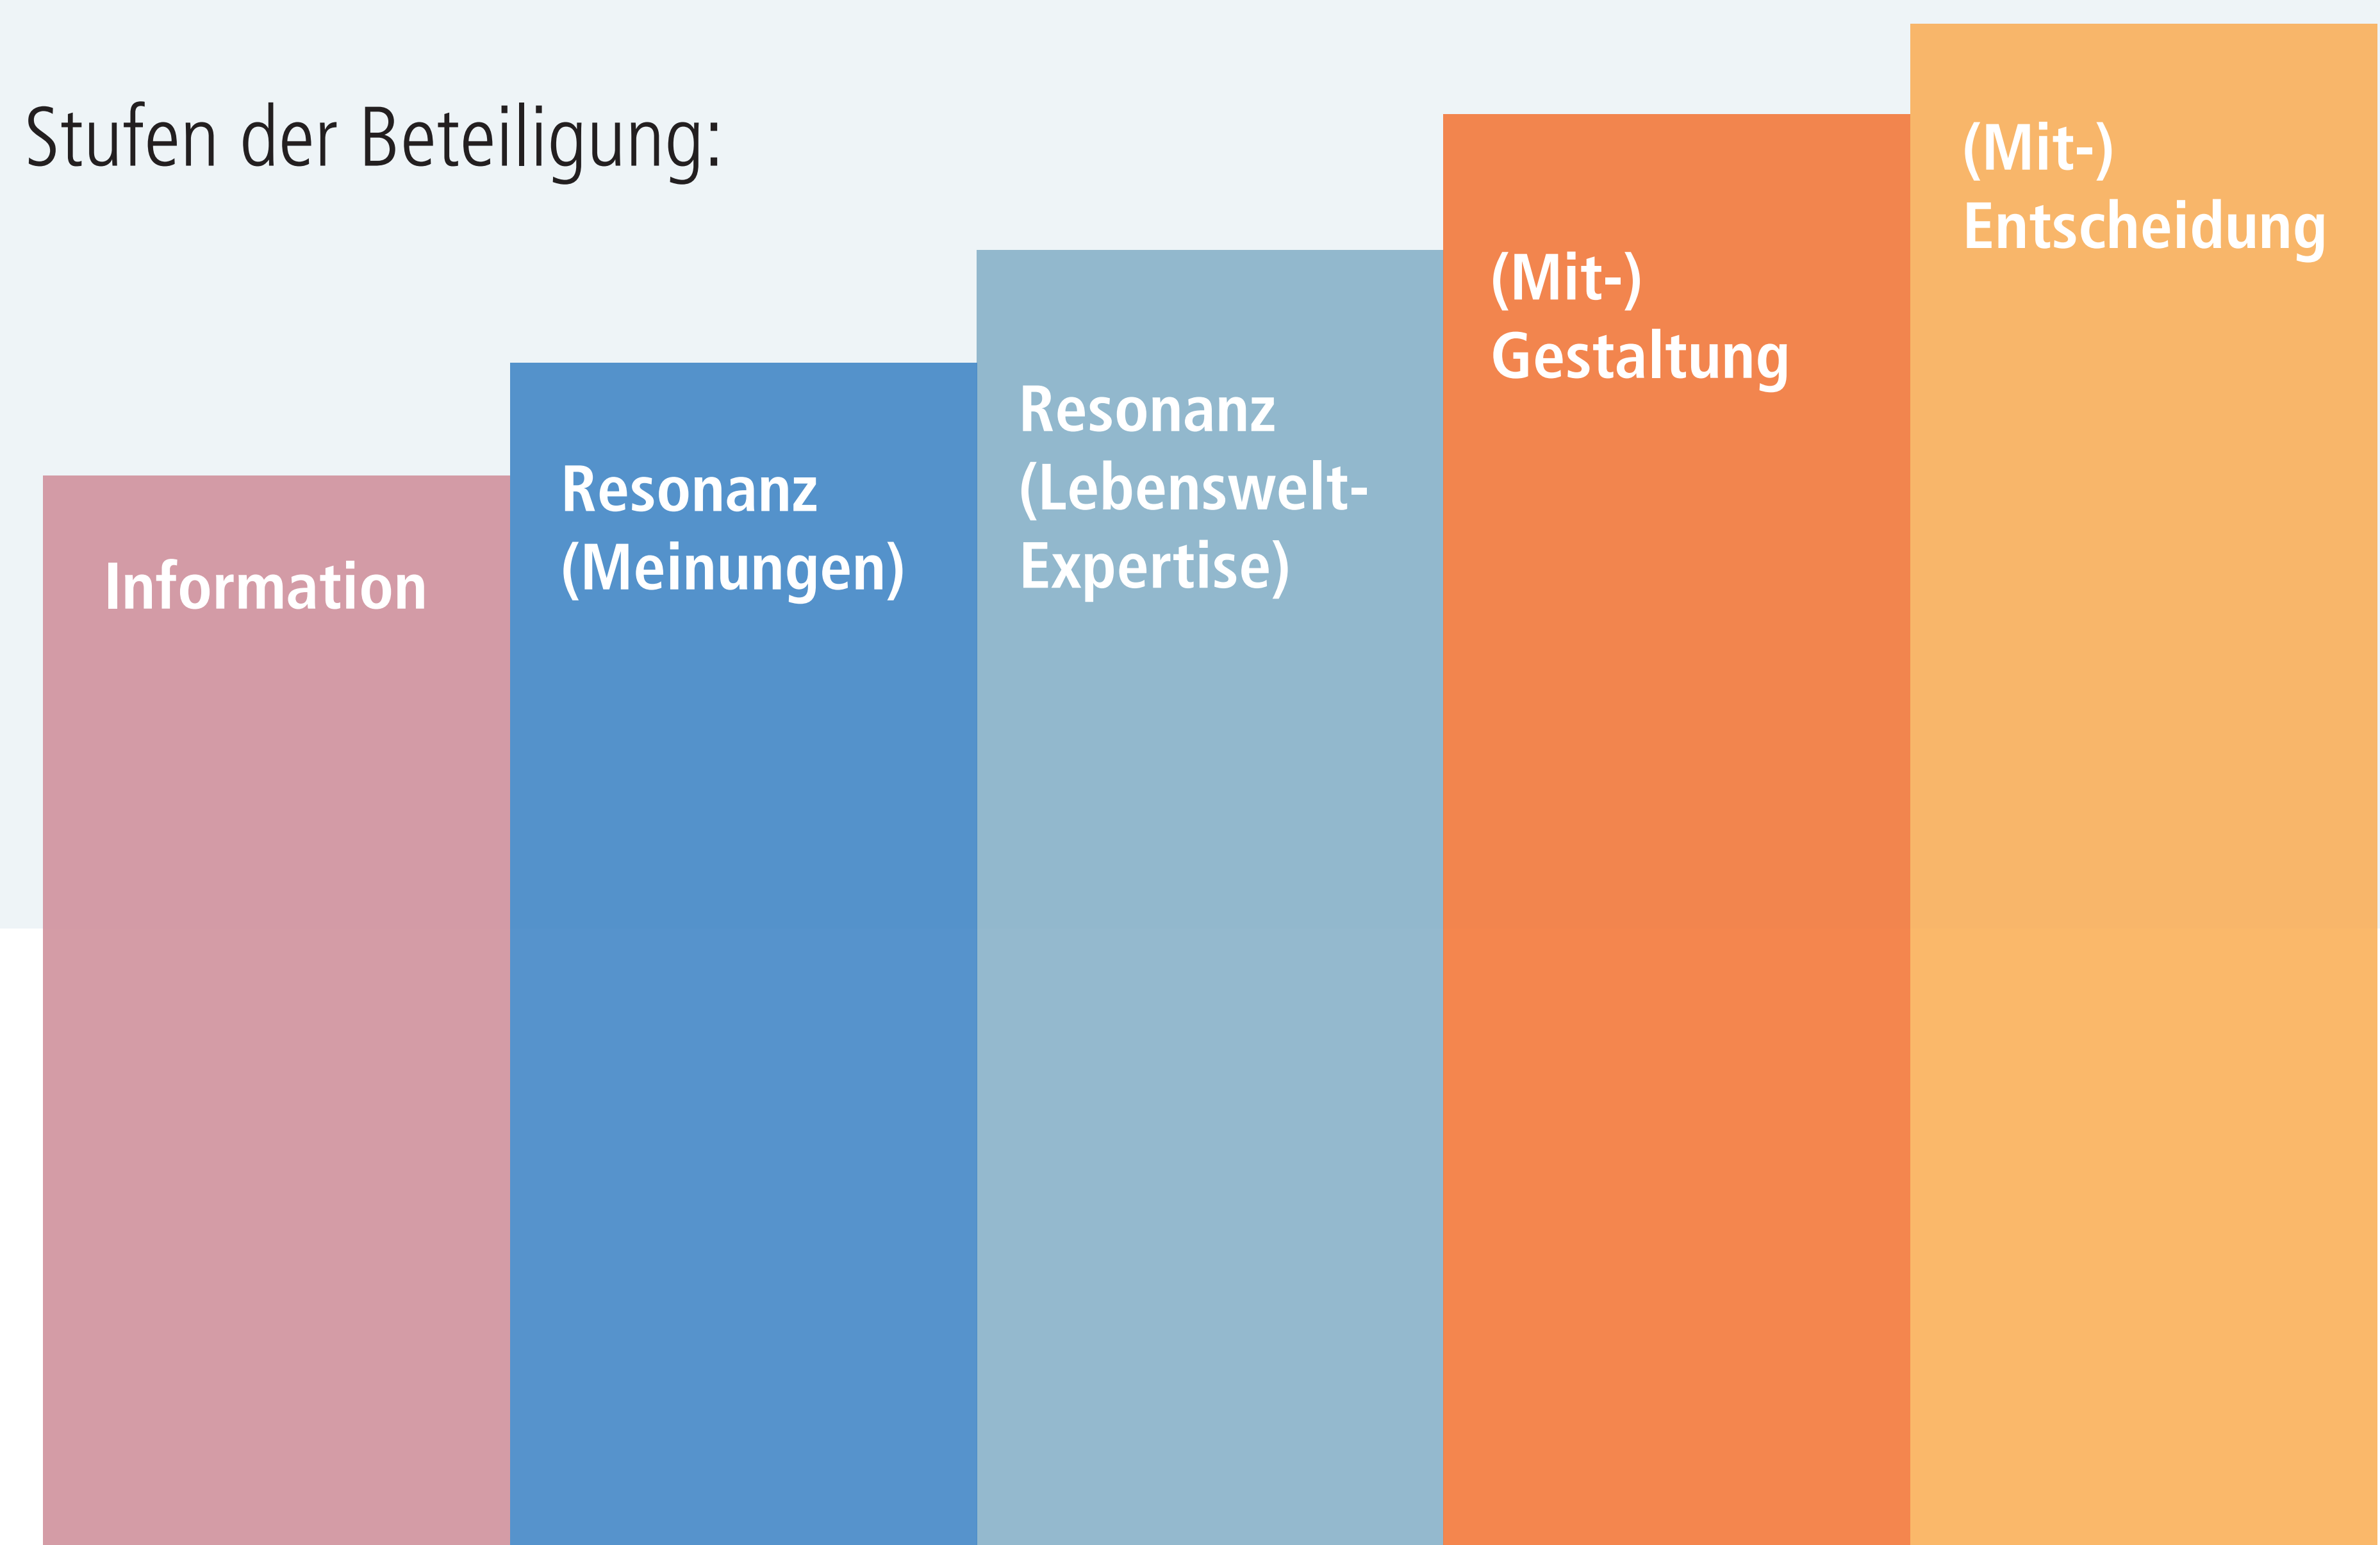 Stufen der Beteiligung:
Information
Resonanz
(Meinungen)
Resonanz
(Lebenswelt-
Expertise)
(Mit-)
Gestaltung
(Mit-)
Entscheidung